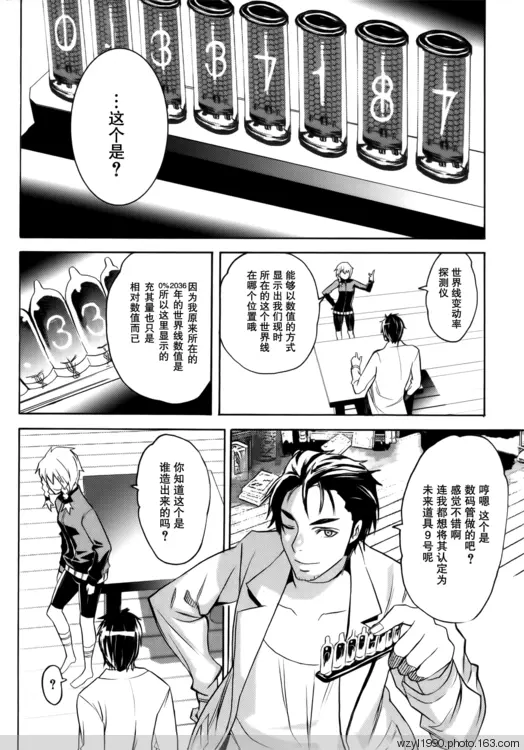 0.337187
…
这个是？
世界线变动率
探测仪
能够以数值的方式
显示出我们现时
所在的这个世界线
在哪个位置哦
因为我原来所在的
2036年的世界线数值是
0%所以这里显示的
充其量也只是
相对数值而已
33
哼嗯 这个是
数码管做的吧？
感觉不错啊
连我都想将其认定为
未来道具9号呢
你知道这个是
谁造出来的吗？
？
wzyl1990.photo.163.com